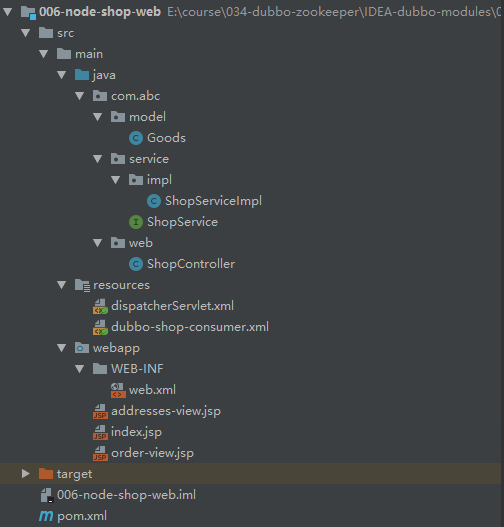 006-node-shop-web E:\course\034-dubbo-zookeeper\IDEA-dubbo-modules\0
src
main
java
com.abc
model
Goods
service
impl
ShopServiceImpl
ShopService
web
ShopController
resources
dispatcherServlet.xml
dubbo-shop-consumer.xml
webapp
WEB-INF
web.xml
addresses-view.jsp
index.jsp
order-view.jsp
target
006-node-shop-web.iml
pom.xml